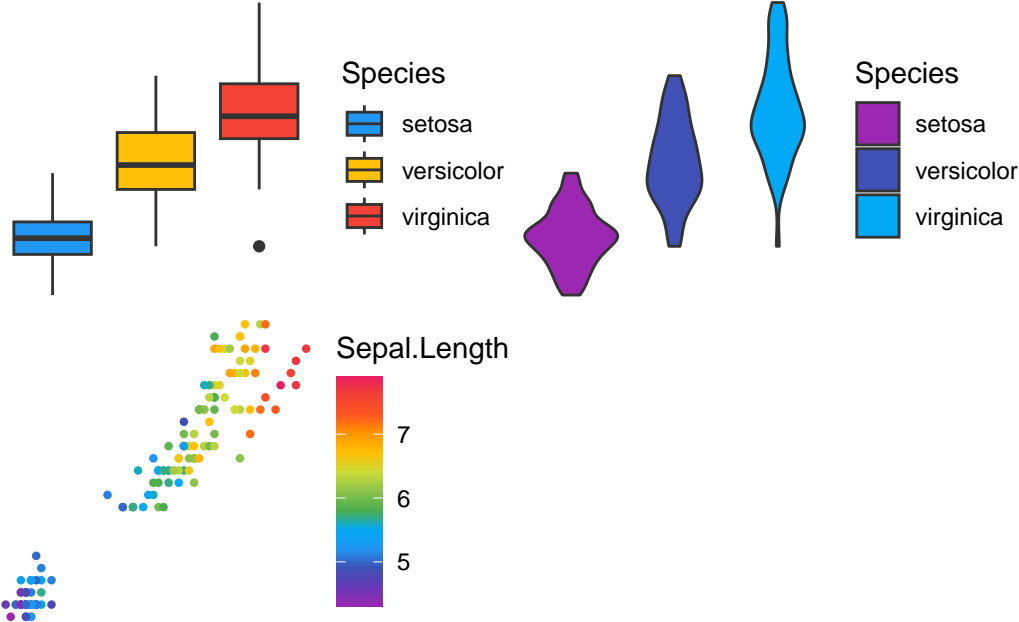 Species
setosa
versicolor
virginica
Species
setosa
versicolor
virginica
Sepal.Length
7
6
5